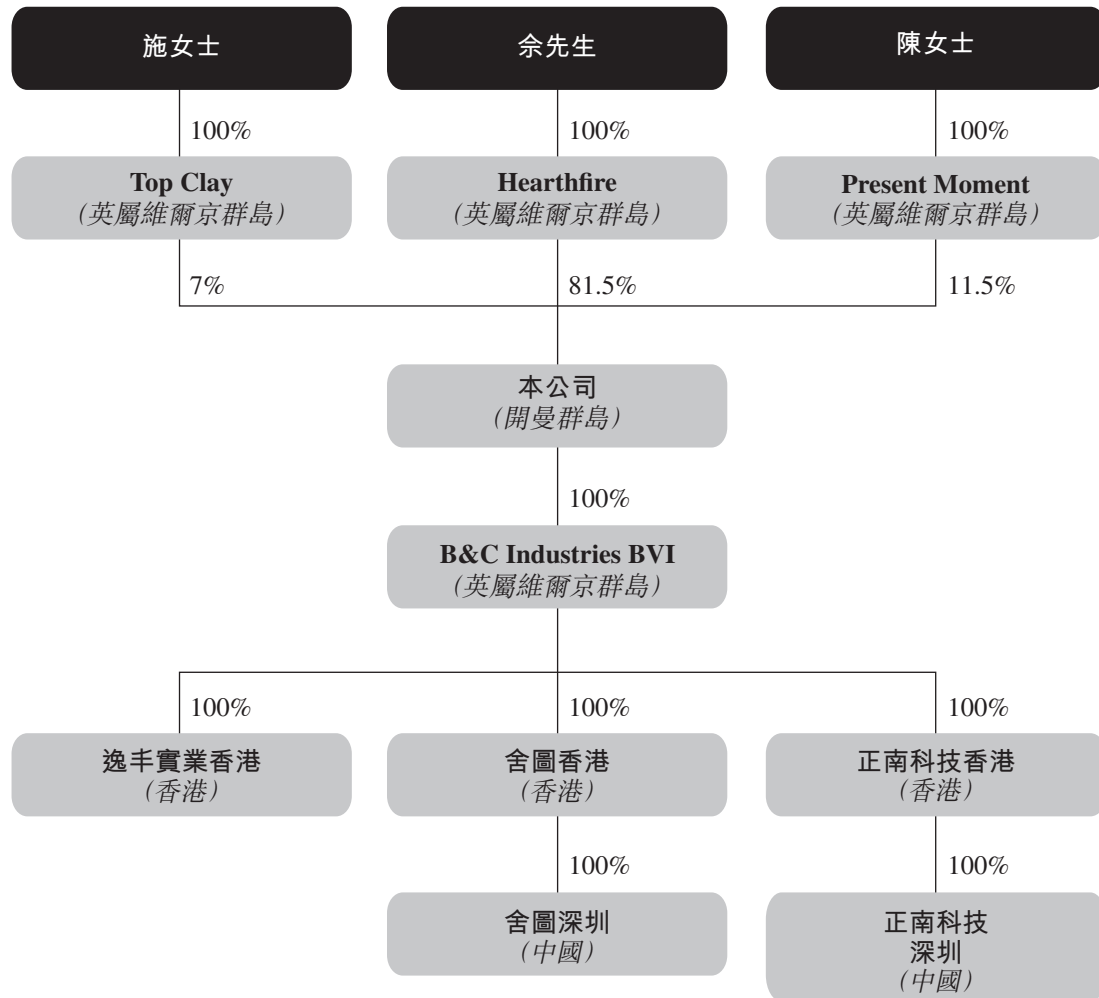 施女士
佘先生
陳女士
100%
100%
100%
Top Clay
(英屬維爾京群島)
Hearthfire
(英屬維爾京群島)
Present Moment
(英屬維爾京群島)
7%
81.5%
11.5%
本公司
(開曼群島)
100%
B&C Industries BVI
(英屬維爾京群島)
100%
100%
100%
逸丰實業香港
(香港)
舍圖香港
(香港)
正南科技香港
(香港)
100%
100%
舍圖深圳
(中國)
正南科技
深圳
(中國)